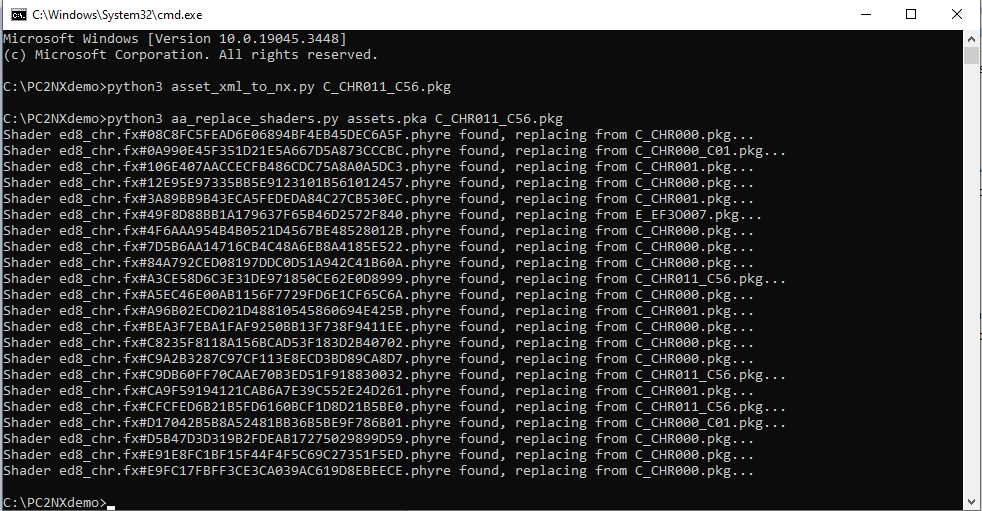 C:\Windows\System32\cmd.exe
Microsoft Windows [Version 10.0.19045.3448]
(c) Microsoft Corporation. All rights reserved.
C:\PC2NXdemo>python3 asset_xml_to_nx.py C_CHR011_C56.pkg
C:\PC2NXdemo>python3 aa_replace_shaders.py assets.pka C_CHR011_C56.pkg
Shader ed8_chr.fx#08C8FC5FEAD6E06894BF4EB45DEC6A5F.phyre found, replacing from C_CHR000.pkg...
Shader ed8_chr.fx#0A990E45F351D21E5A667D5A873CCCBC.phyre found, replacing from C_CHR000_C01.pkg...
Shader ed8_chr.fx#106E407AACCECFB486CDC75A8A0A5DC3.phyre found, replacing from C_CHR001.pkg...
Shader ed8_chr.fx#12E95E97335BB5E9123101B561012457.phyre found, replacing from C_CHR000.pkg...
Shader ed8_chr.fx#3A89BB9B43ECA5FEDEDA84C27CB530EC.phyre found, replacing from C_CHR001.pkg...
Shader ed8_chr.fx#49F8D88BB1A179637F65B46D2572F840.phyre found, replacing from E_EF3O007.pkg...
Shader ed8_chr.fx#4F6AAA954B4B0521D4567BE48528012B.phyre found, replacing from C_CHR000.pkg...
Shader ed8_chr.fx#7D5B6AA14716CB4C48A6EB8A4185E522.phyre found, replacing from C_CHR000.pkg...
Shader ed8_chr.fx#84A792CED08197DDC0D51A942C41B60A.phyre found, replacing from C_CHR000.pkg...
Shader ed8_chr.fx#A3CE58D6C3E31DE971850CE62E0D8999.phyre found, replacing from C_CHR011_C56.pkg...
Shader ed8_chr.fx#A5EC46E00AB1156F7729FD6E1CF65C6A.phyre found, replacing from C_CHR000.pkg...
Shader ed8_chr.fx#A96B02ECD021D48810545860694E425B.phyre found, replacing from C_CHR001.pkg...
Shader ed8_chr.fx#BEA3F7EBA1FAF9250BB13F738F9411EE.phyre found, replacing from C_CHR000.pkg...
Shader ed8_chr.fx#C8235F8118A156BCAD53F183D2B40702.phyre found, replacing from C_CHR000.pkg...
Shader ed8_chr.fx#C9A2B3287C97CF113E8ECD3BD89CA8D7.phyre found, replacing from C_CHR000.pkg...
Shader ed8_chr.fx#C9DB60FF70CAAE70B3ED51F918830032.phyre found, replacing from C_CHR011_C56.pkg...
Shader ed8_chr.fx#CA9F59194121CAB6A7E39C552E24D261.phyre found, replacing from C_CHR001.pkg...
Shader ed8_chr.fx#CFCFED6B21B5FD6160BCF1D8D21B5BE0.phyre found, replacing from C_CHR011_C56.pkg...
Shader ed8_chr.fx#D17042B5B8A52481BB36B5BE9F786B01.phyre found, replacing from C_CHR000_C01.pkg...
Shader ed8_chr.fx#D5B47D3D319B2FDEAB17275029899D59.phyre found, replacing from C_CHR000.pkg...
Shader ed8_chr.fx#E91E8FC1BF15F44F4F5C69C27351F5ED.phyre found, replacing from C_CHR000.pkg...
Shader ed8_chr.fx#E9FC17FBFF3CE3CA039AC619D8EBEECE.phyre found, replacing from C_CHR000.pkg...
C:\PC2NXdemo>